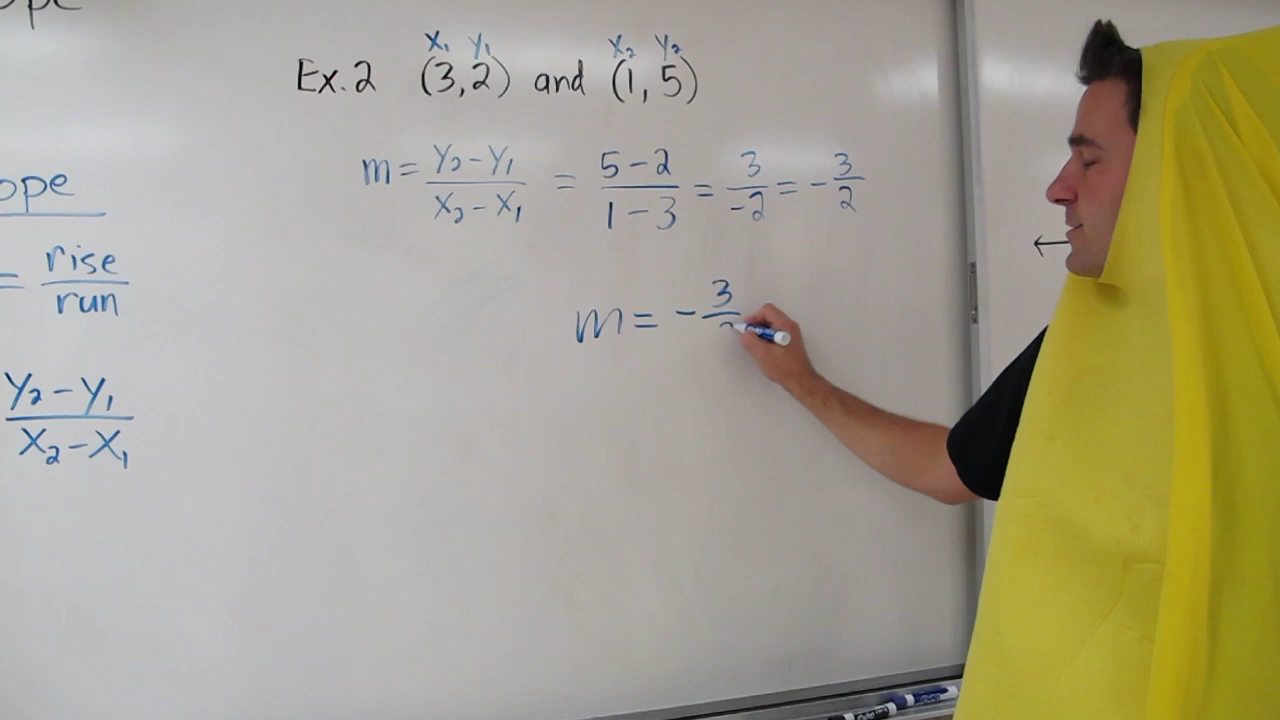 ope
x₁ y₁ x₂ y₂
Ex. 2 (3,2) and (1,5)
m = y₂-y₁/x₂-x₁ = 5-2/1-3 = 3/-2 = -3/2
ope
= rise/run
m = -3/
y₂-y₁/x₂-x₁